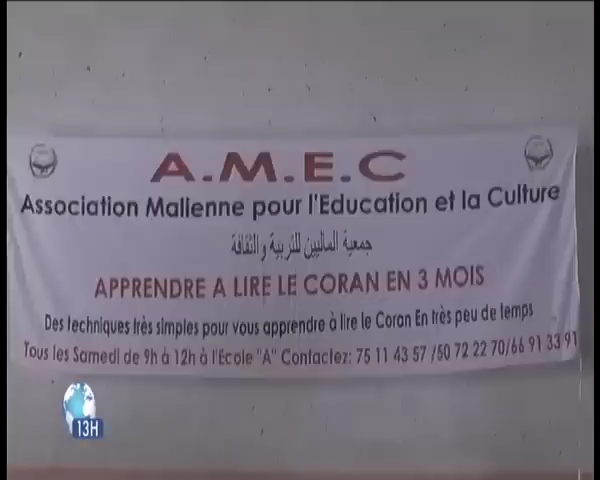 A.M.E.C
Association Malienne pour l'Education et la Culture
جمعية الماليين للتربية والثقافة
APPRENDRE A LIRE LE CORAN EN 3 MOIS
Des techniques très simples pour vous apprendre à lire le Coran En très peu de temps
Tous les Samedi de 9h à 12h à l'École "A" Contactez: 75 11 43 57 /50 72 22 70/66 91 33 91
13H